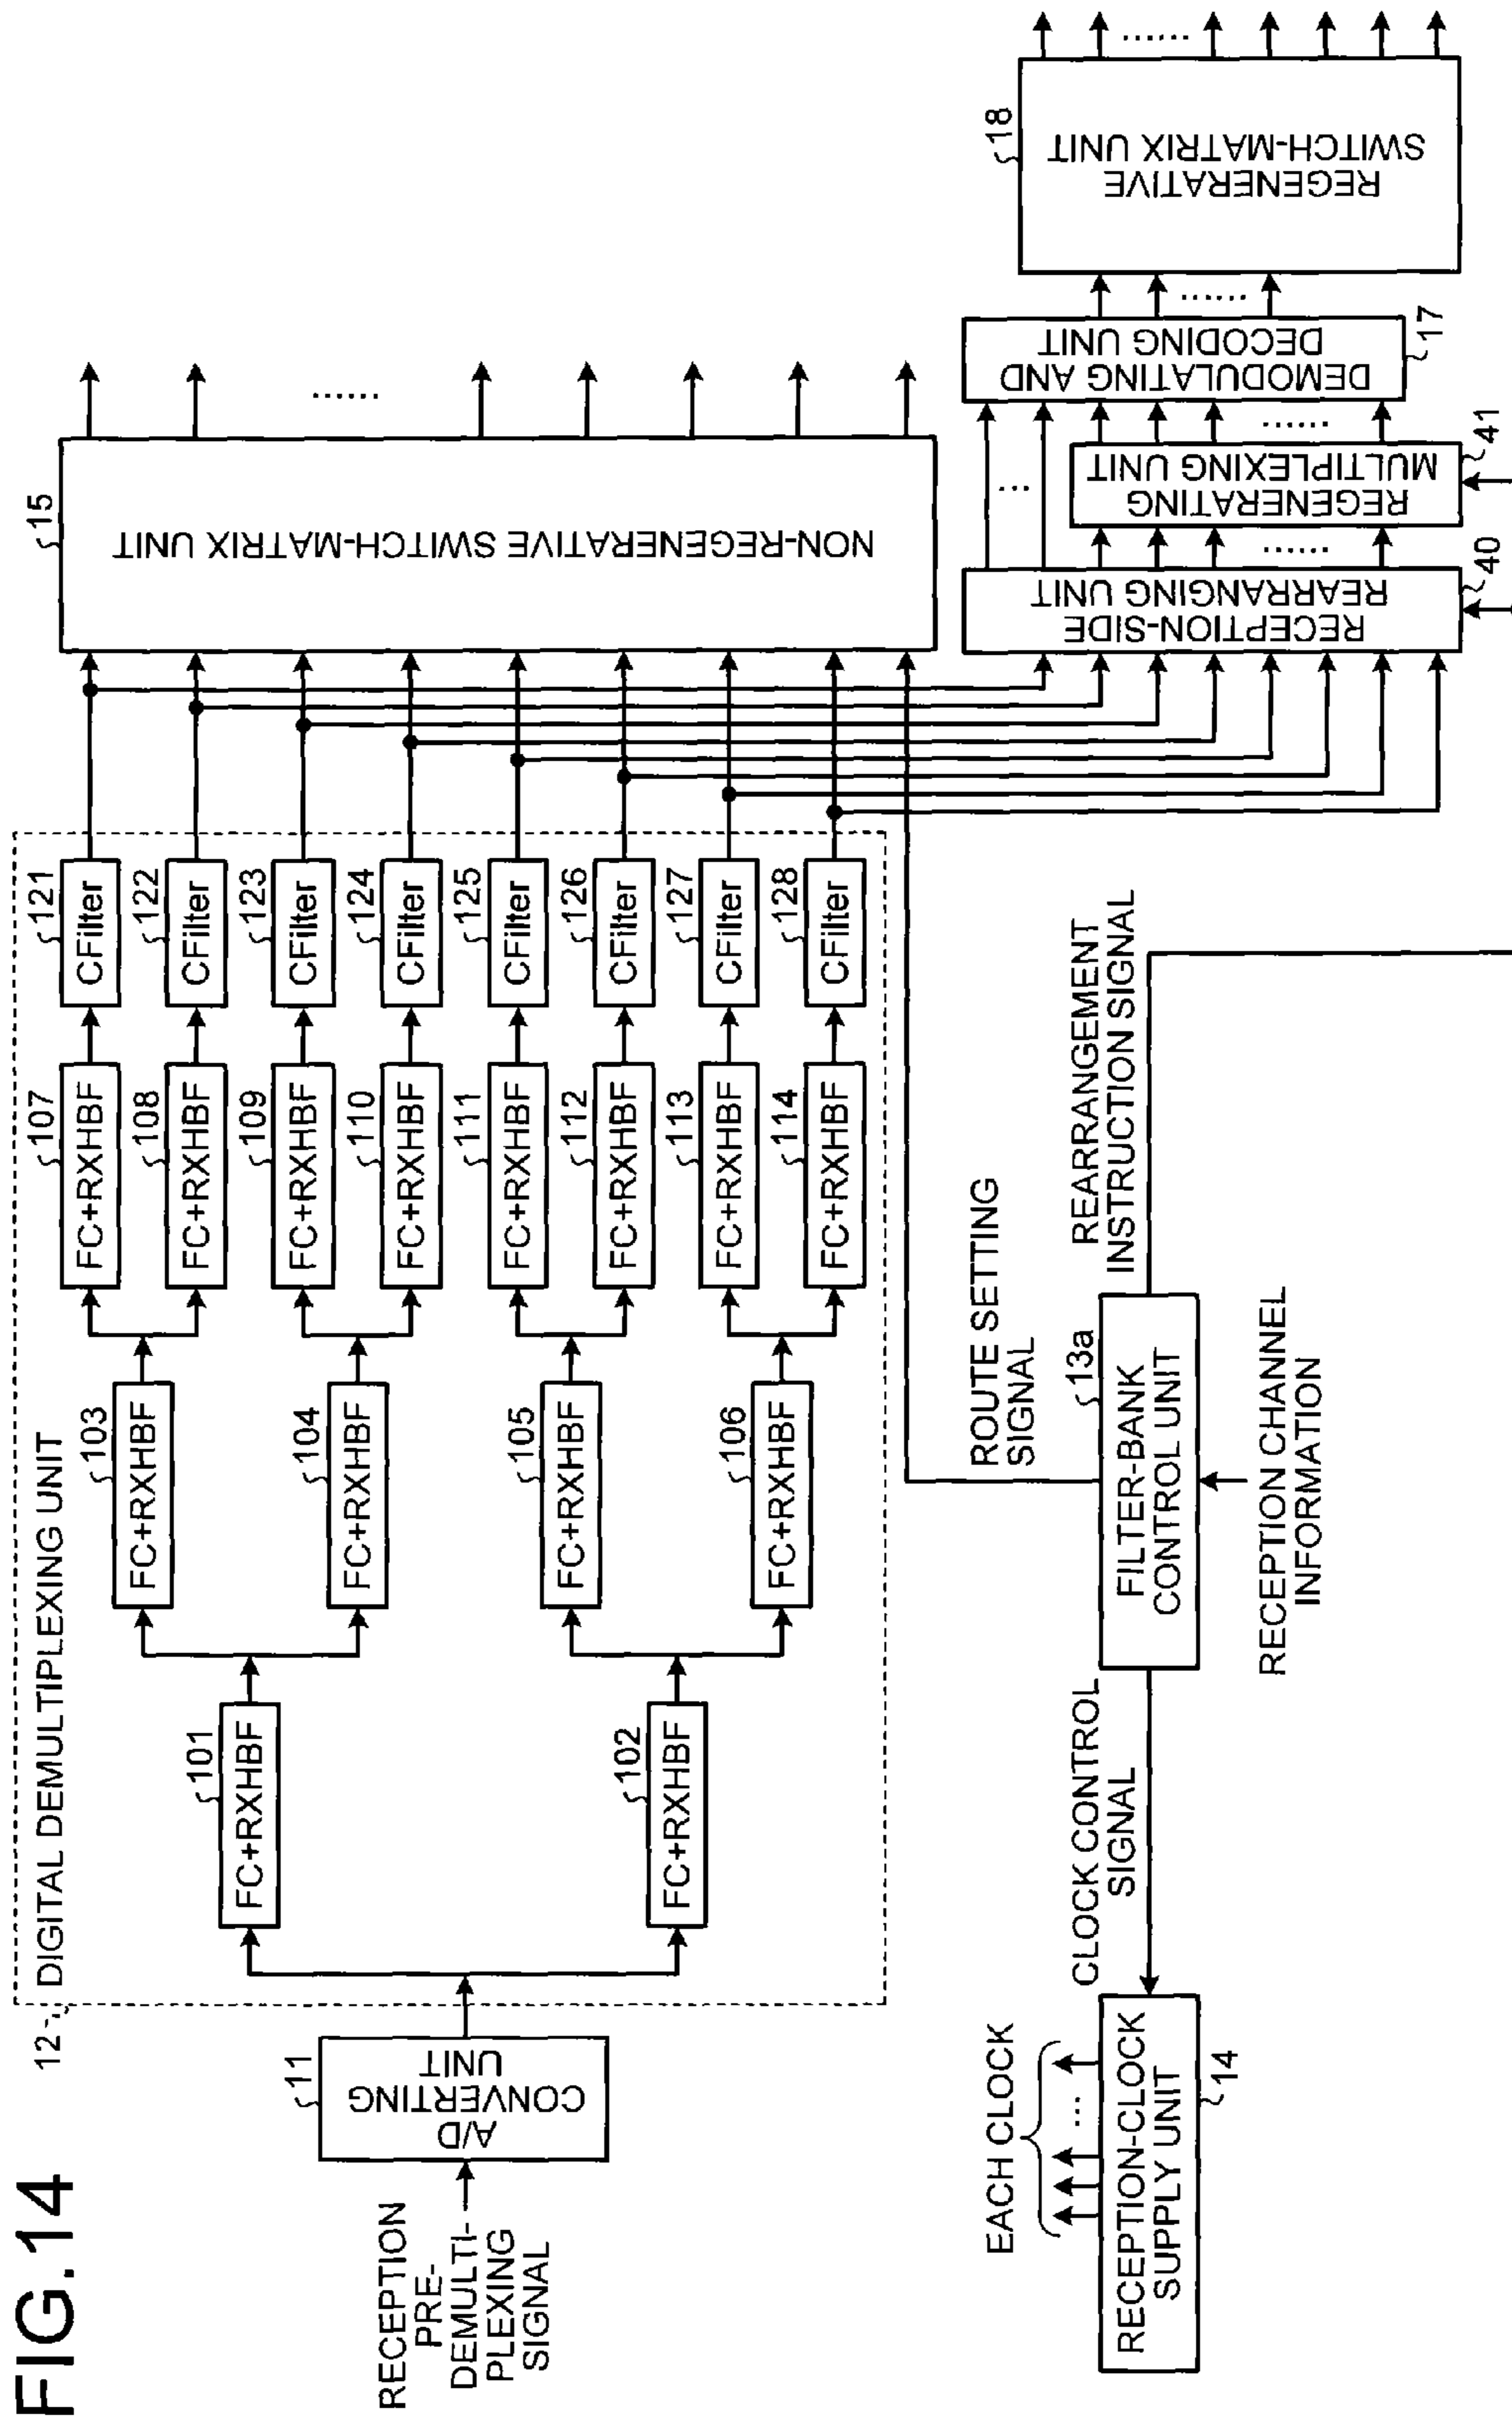 FIG.14
12
DIGITAL DEMULTIPLEXING UNIT
RECEPTION
PRE-
DEMULTI-
PLEXING
SIGNAL
11
A/D
CONVERTING
UNIT
101
FC+RXHBF
102
FC+RXHBF
103
FC+RXHBF
104
FC+RXHBF
105
FC+RXHBF
106
FC+RXHBF
107
FC+RXHBF
108
FC+RXHBF
109
FC+RXHBF
110
FC+RXHBF
111
FC+RXHBF
112
FC+RXHBF
113
FC+RXHBF
114
FC+RXHBF
121
CFilter
122
CFilter
123
CFilter
124
CFilter
125
CFilter
126
CFilter
127
CFilter
128
CFilter
15
NON-REGENERATIVE SWITCH-MATRIX UNIT
......
EACH CLOCK
...
RECEPTION-CLOCK
SUPPLY UNIT
14
CLOCK CONTROL
SIGNAL
13a
FILTER-BANK
CONTROL UNIT
RECEPTION CHANNEL
INFORMATION
ROUTE SETTING
SIGNAL
REARRANGEMENT
INSTRUCTION SIGNAL
RECEPTION-SIDE
REARRANGING UNIT
40
...
......
REGENERATING
MULTIPLEXING UNIT
41
......
DEMODULATING AND
DECODING UNIT
17
......
18
REGENERATIVE
SWITCH-MATRIX UNIT
......